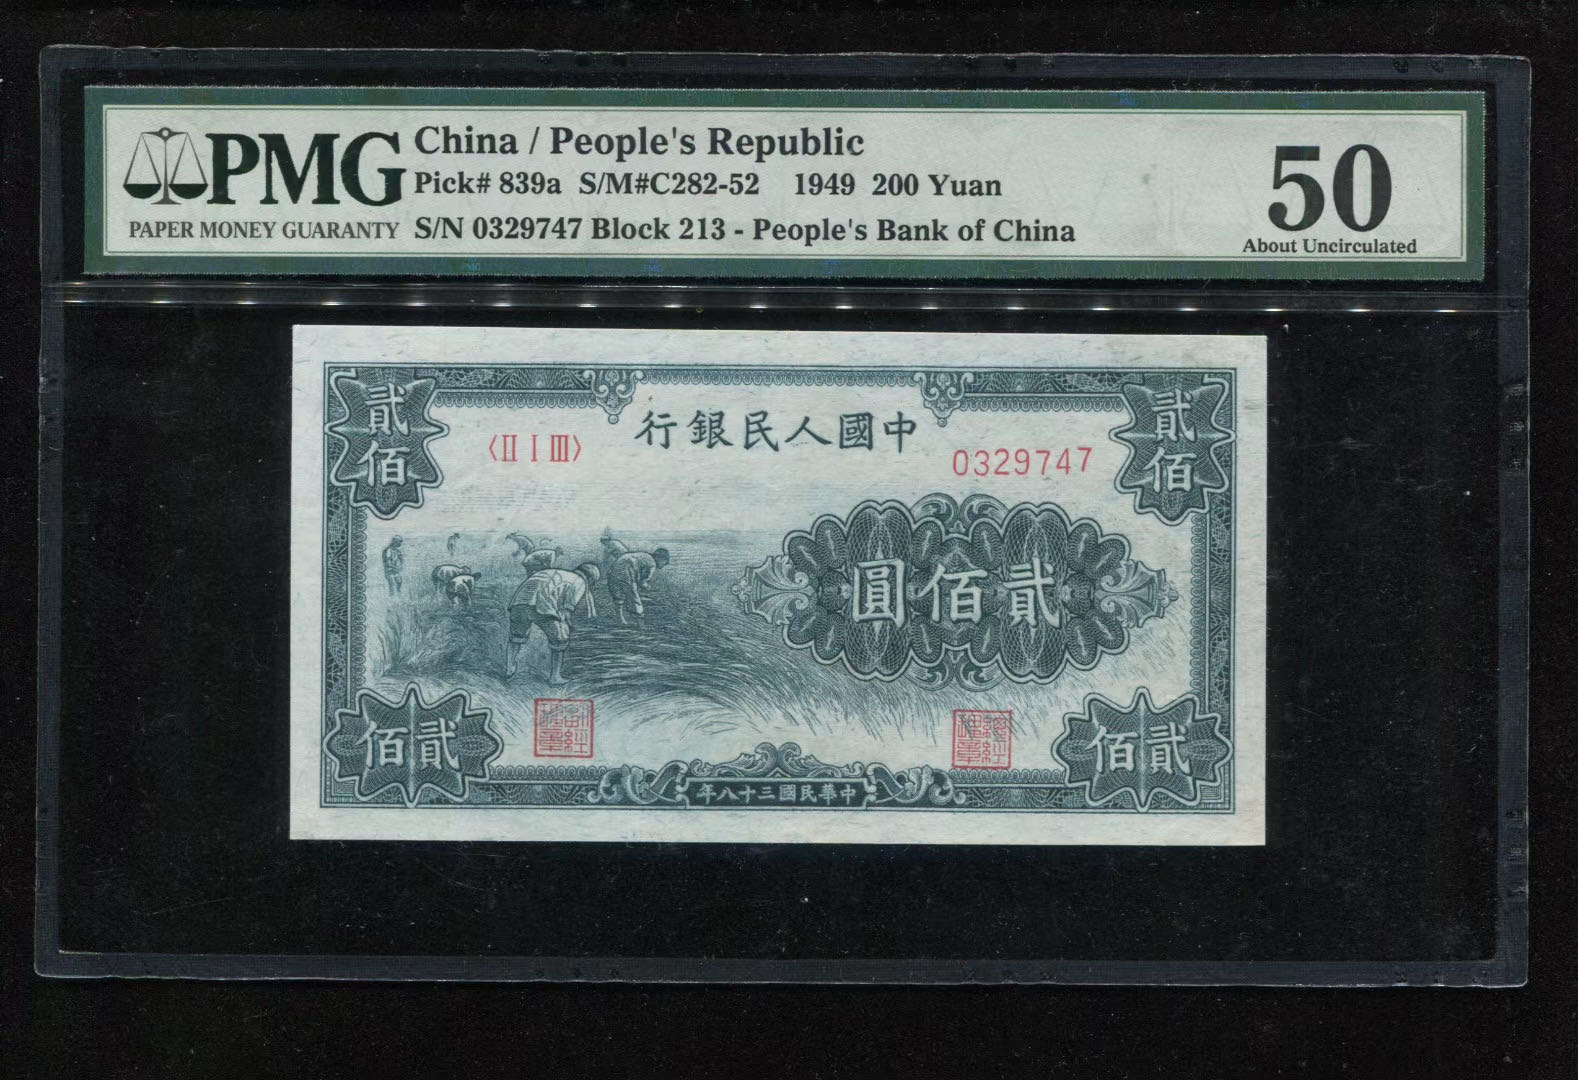 PMG
PAPER MONEY GUARANTY
China / People's Republic
Pick# 839a S/M#C282-52 1949 200 Yuan
S/N 0329747 Block 213 - People's Bank of China
50
About Uncirculated
行銀民人國中
〈II I III〉
0329747
貳佰
貳佰
圓佰貳
佰貳
佰貳
年八十三國民華中